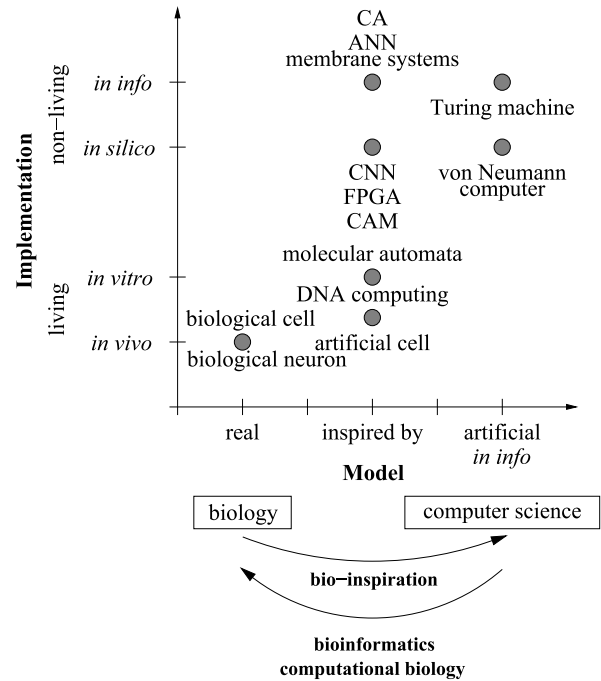 CA
ANN
membrane systems
in info
Turing machine
non−living
in silico
CNN
von Neumann
computer
FPGA
CAM
Implementation
molecular automata
in vitro
DNA computing
living
biological cell
in vivo
artificial cell
biological neuron
real
inspired by
artificial
in info
Model
biology
computer science
bio−inspiration
bioinformatics
computational biology